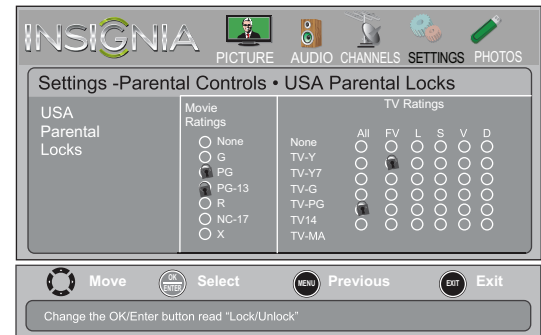 INSIGNIA
PICTURE AUDIO CHANNELS SETTINGS PHOTOS
Settings -Parental Controls • USA Parental Locks
USA
Parental
Locks
Movie
Ratings
None
G
PG
PG-13
R
NC-17
X
TV Ratings
All FV L S V D
None
TV-Y
TV-Y7
TV-G
TV-PG
TV14
TV-MA
Move OK ENTER Select MENU Previous EXIT Exit
Change the OK/Enter button read “Lock/Unlock”